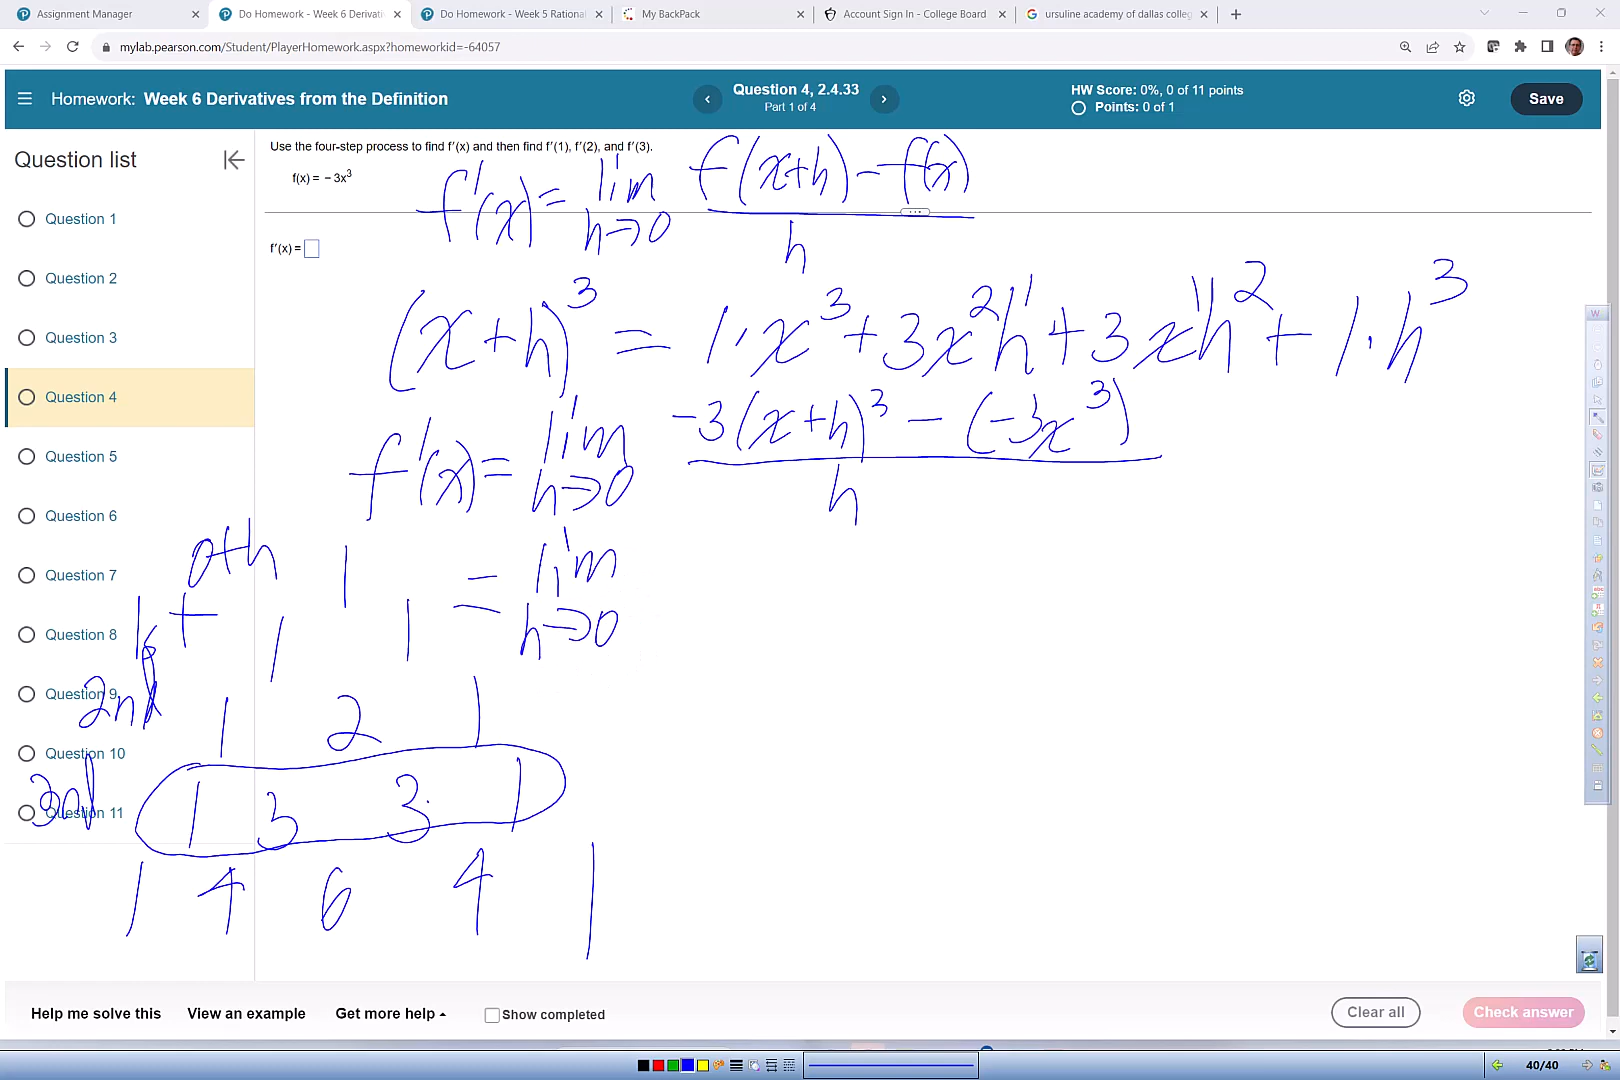 Assignment Manager
Do Homework - Week 6 Derivati
Do Homework - Week 5 Rational
My BackPack
Account Sign In - College Board
ursuline academy of dallas colleg
mylab.pearson.com/Student/PlayerHomework.aspx?homeworkid=-64057
Homework: Week 6 Derivatives from the Definition
Question 4, 2.4.33
Part 1 of 4
HW Score: 0%, 0 of 11 points
Points: 0 of 1
Save
Question list
Question 1
Question 2
Question 3
Question 4
Question 5
Question 6
Question 7
Question 8
Question 9
Question 10
Question 11
Use the four-step process to find f'(x) and then find f'(1), f'(2), and f'(3).
f(x) = − 3x³
f'(x) =
f'(x) = lim h→0 f(x+h) − f(x) / h
(x+h)³ = 1·x³ + 3x²h¹ + 3x¹h² + 1·h³
f'(x) = lim h→0 −3(x+h)³ − (−3x³) / h
= lim h→0
0th 1
1st 1 1
2nd 1 2 1
3rd 1 3 3 1
1 4 6 4 1
Help me solve this
View an example
Get more help
Show completed
Clear all
Check answer
40/40